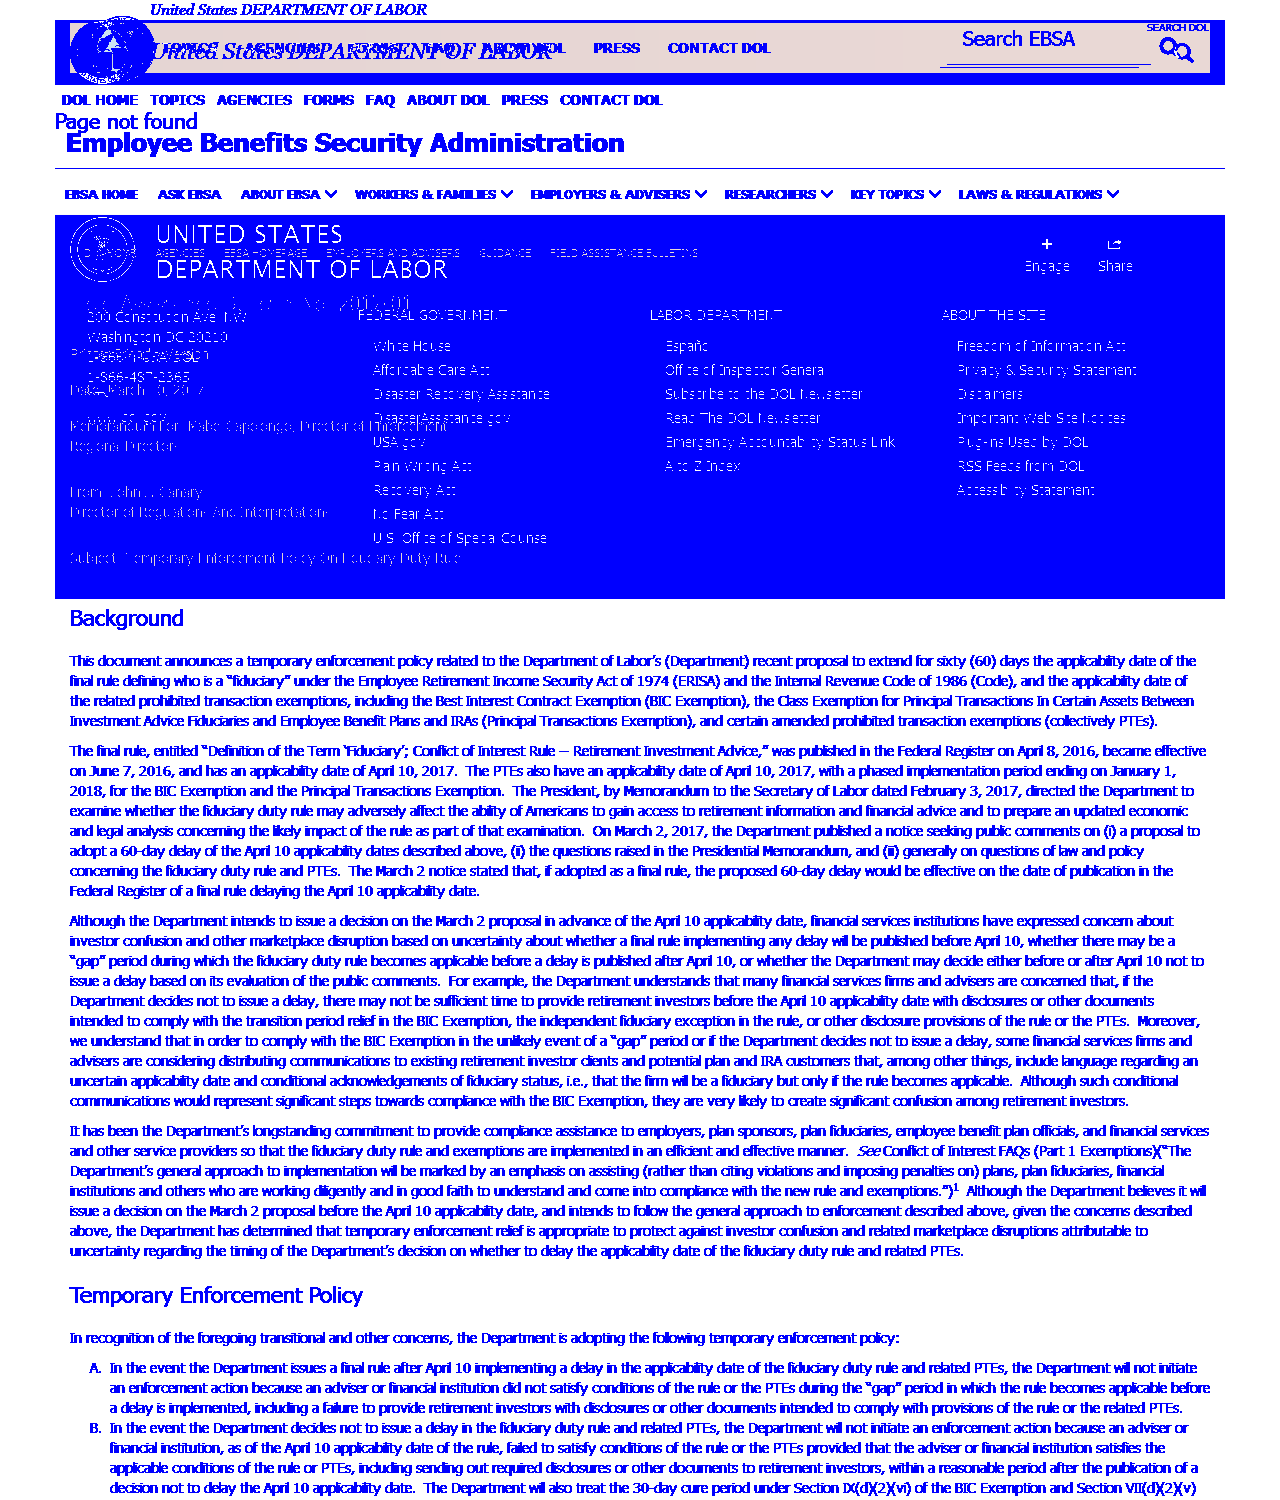 United States DEPARTMENT OF LABOR
United States DEPARTMENT OF LABOR
PRESS CONTACT DOL
SEARCH DOL
Search EBSA
DOL HOME TOPICS AGENCIES FORMS FAQ ABOUT DOL PRESS CONTACT DOL
Page not found
Employee Benefits Security Administration
EBSA HOME ASK EBSA ABOUT EBSA WORKERS & FAMILIES EMPLOYERS & ADVISERS RESEARCHERS KEY TOPICS LAWS & REGULATIONS
UNITED STATES
DEPARTMENT OF LABOR
AGENCIES EBSA HOMEPAGE EMPLOYERS AND ADVISERS GUIDANCE FIELD ASSISTANCE BULLETINS
Engage Share
200 Constitution Ave. NW
Washington DC 20210
1-866-4-USA-DOL
1-866-487-2365
FEDERAL GOVERNMENT
White House
Affordable Care Act
Disaster Recovery Assistance
DisasterAssistance.gov
USA.gov
Plain Writing Act
Recovery Act
No Fear Act
U.S. Office of Special Counsel
LABOR DEPARTMENT
Español
Office of Inspector General
Subscribe to the DOL Newsletter
Read The DOL Newsletter
Emergency Accountability Status Link
A to Z Index
ABOUT THE SITE
Freedom of Information Act
Privacy & Security Statement
Disclaimers
Important Web Site Notices
Plug-ins Used by DOL
RSS Feeds from DOL
Accessibility Statement
Date: March 10, 2017
Memorandum For: Mabel Capolongo, Director of Enforcement
Regional Directors
From: John J. Canary
Director of Regulations And Interpretations
Subject: Temporary Enforcement Policy On Fiduciary Duty Rule
Background
This document announces a temporary enforcement policy related to the Department of Labor’s (Department) recent proposal to extend for sixty (60) days the applicability date of the
final rule defining who is a “fiduciary” under the Employee Retirement Income Security Act of 1974 (ERISA) and the Internal Revenue Code of 1986 (Code), and the applicability date of
the related prohibited transaction exemptions, including the Best Interest Contract Exemption (BIC Exemption), the Class Exemption for Principal Transactions In Certain Assets Between
Investment Advice Fiduciaries and Employee Benefit Plans and IRAs (Principal Transactions Exemption), and certain amended prohibited transaction exemptions (collectively PTEs).
The final rule, entitled “Definition of the Term ‘Fiduciary’; Conflict of Interest Rule – Retirement Investment Advice,” was published in the Federal Register on April 8, 2016, became effective
on June 7, 2016, and has an applicability date of April 10, 2017. The PTEs also have an applicability date of April 10, 2017, with a phased implementation period ending on January 1,
2018, for the BIC Exemption and the Principal Transactions Exemption. The President, by Memorandum to the Secretary of Labor dated February 3, 2017, directed the Department to
examine whether the fiduciary duty rule may adversely affect the ability of Americans to gain access to retirement information and financial advice and to prepare an updated economic
and legal analysis concerning the likely impact of the rule as part of that examination. On March 2, 2017, the Department published a notice seeking public comments on (i) a proposal to
adopt a 60-day delay of the April 10 applicability dates described above, (ii) the questions raised in the Presidential Memorandum, and (iii) generally on questions of law and policy
concerning the fiduciary duty rule and PTEs. The March 2 notice stated that, if adopted as a final rule, the proposed 60-day delay would be effective on the date of publication in the
Federal Register of a final rule delaying the April 10 applicability date.
Although the Department intends to issue a decision on the March 2 proposal in advance of the April 10 applicability date, financial services institutions have expressed concern about
investor confusion and other marketplace disruption based on uncertainty about whether a final rule implementing any delay will be published before April 10, whether there may be a
“gap” period during which the fiduciary duty rule becomes applicable before a delay is published after April 10, or whether the Department may decide either before or after April 10 not to
issue a delay based on its evaluation of the public comments. For example, the Department understands that many financial services firms and advisers are concerned that, if the
Department decides not to issue a delay, there may not be sufficient time to provide retirement investors before the April 10 applicability date with disclosures or other documents
intended to comply with the transition period relief in the BIC Exemption, the independent fiduciary exception in the rule, or other disclosure provisions of the rule or the PTEs. Moreover,
we understand that in order to comply with the BIC Exemption in the unlikely event of a “gap” period or if the Department decides not to issue a delay, some financial services firms and
advisers are considering distributing communications to existing retirement investor clients and potential plan and IRA customers that, among other things, include language regarding an
uncertain applicability date and conditional acknowledgements of fiduciary status, i.e., that the firm will be a fiduciary but only if the rule becomes applicable. Although such conditional
communications would represent significant steps towards compliance with the BIC Exemption, they are very likely to create significant confusion among retirement investors.
It has been the Department’s longstanding commitment to provide compliance assistance to employers, plan sponsors, plan fiduciaries, employee benefit plan officials, and financial services
and other service providers so that the fiduciary duty rule and exemptions are implemented in an efficient and effective manner. See Conflict of Interest FAQs (Part 1 Exemptions)(“The
Department’s general approach to implementation will be marked by an emphasis on assisting (rather than citing violations and imposing penalties on) plans, plan fiduciaries, financial
institutions and others who are working diligently and in good faith to understand and come into compliance with the new rule and exemptions.”)1 Although the Department believes it will
issue a decision on the March 2 proposal before the April 10 applicability date, and intends to follow the general approach to enforcement described above, given the concerns described
above, the Department has determined that temporary enforcement relief is appropriate to protect against investor confusion and related marketplace disruptions attributable to
uncertainty regarding the timing of the Department’s decision on whether to delay the applicability date of the fiduciary duty rule and related PTEs.
Temporary Enforcement Policy
In recognition of the foregoing transitional and other concerns, the Department is adopting the following temporary enforcement policy:
A. In the event the Department issues a final rule after April 10 implementing a delay in the applicability date of the fiduciary duty rule and related PTEs, the Department will not initiate
an enforcement action because an adviser or financial institution did not satisfy conditions of the rule or the PTEs during the “gap” period in which the rule becomes applicable before
a delay is implemented, including a failure to provide retirement investors with disclosures or other documents intended to comply with provisions of the rule or the related PTEs.
B. In the event the Department decides not to issue a delay in the fiduciary duty rule and related PTEs, the Department will not initiate an enforcement action because an adviser or
financial institution, as of the April 10 applicability date of the rule, failed to satisfy conditions of the rule or the PTEs provided that the adviser or financial institution satisfies the
applicable conditions of the rule or PTEs, including sending out required disclosures or other documents to retirement investors, within a reasonable period after the publication of a
decision not to delay the April 10 applicability date. The Department will also treat the 30-day cure period under Section IX(d)(2)(vi) of the BIC Exemption and Section VII(d)(2)(v)